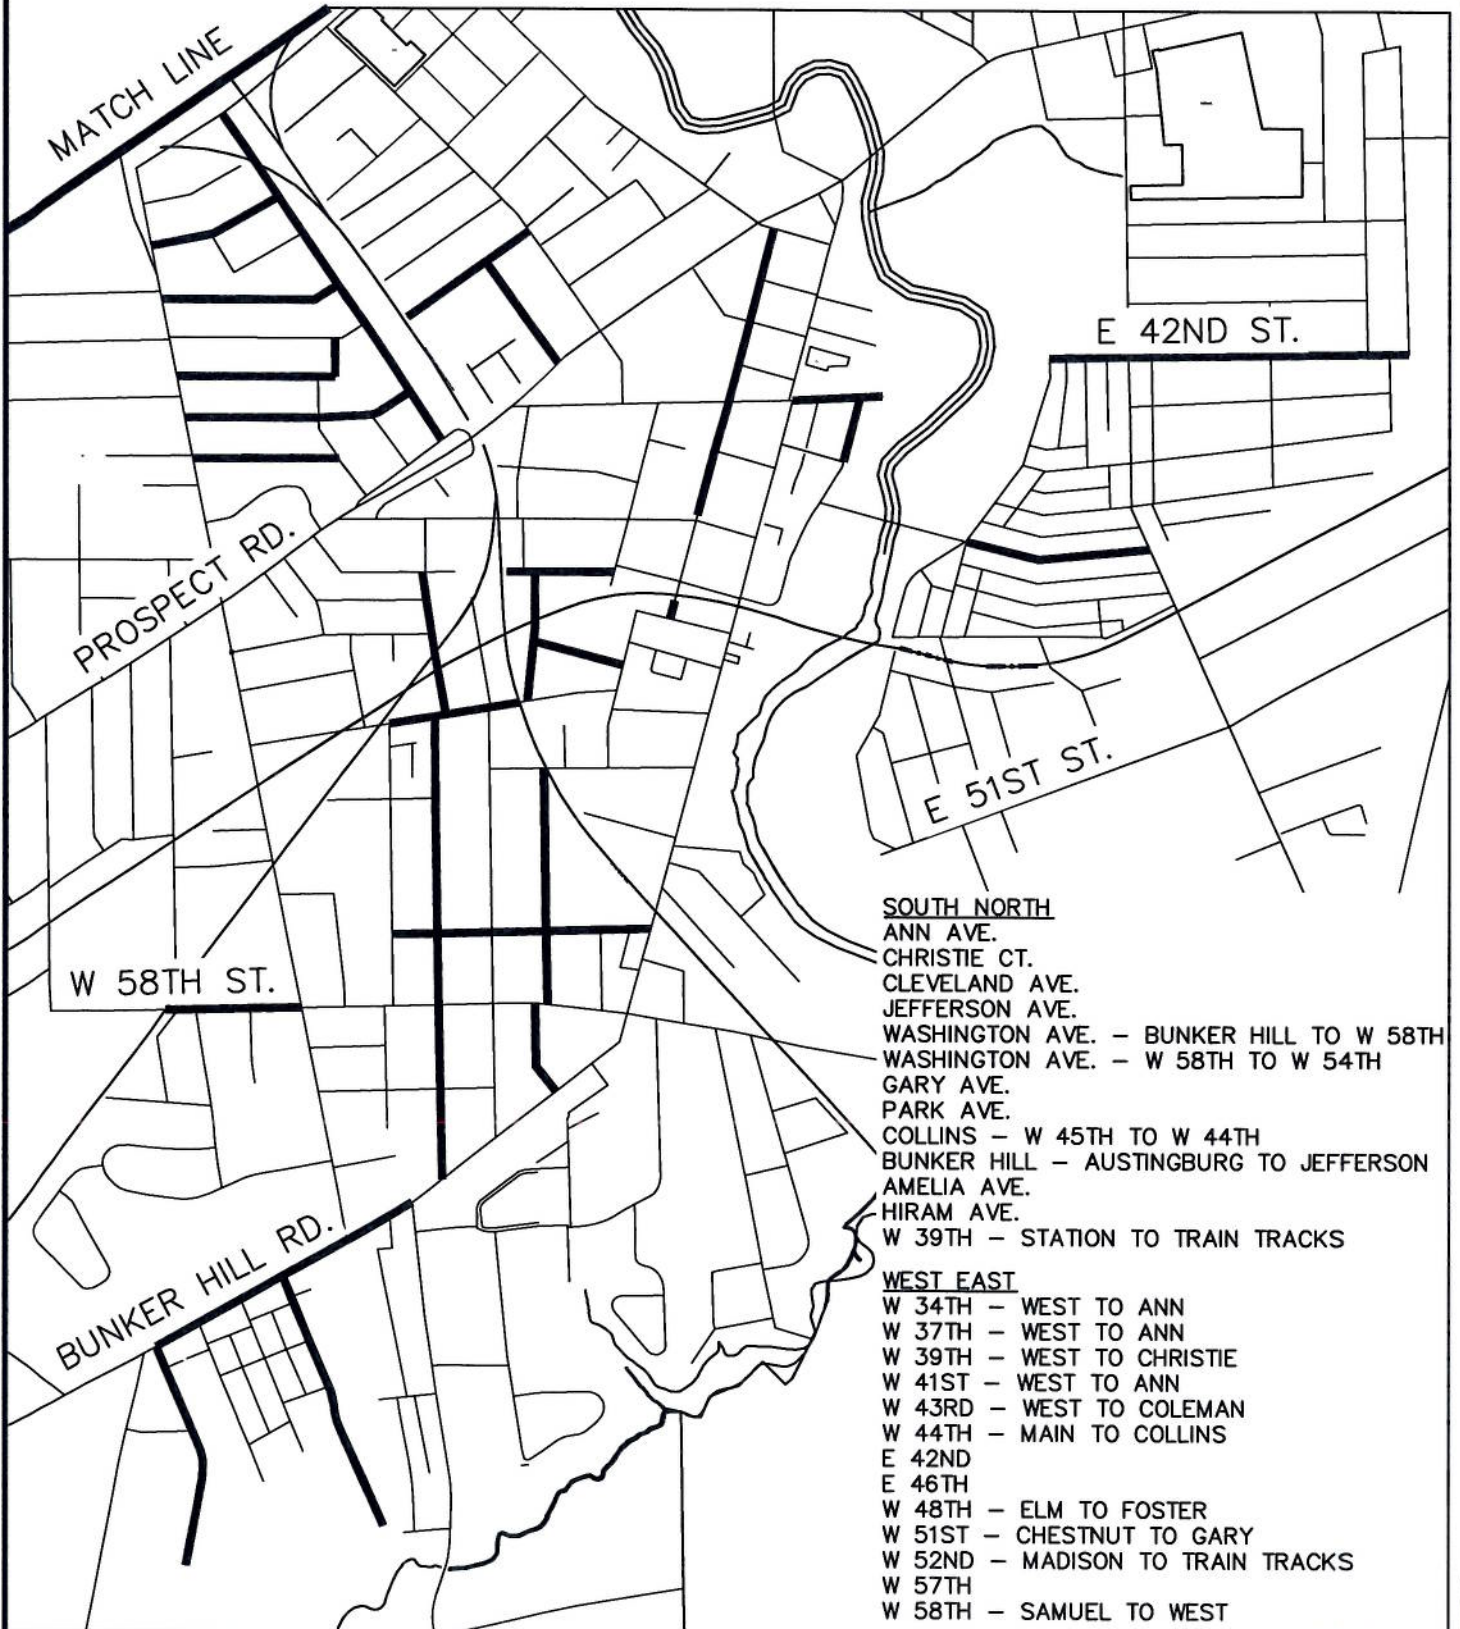 MATCH LINE
E 42ND ST.
PROSPECT RD.
E 51ST ST.
W 58TH ST.
BUNKER HILL RD.
SOUTH NORTH
ANN AVE.
CHRISTIE CT.
CLEVELAND AVE.
JEFFERSON AVE.
WASHINGTON AVE. – BUNKER HILL TO W 58TH
WASHINGTON AVE. – W 58TH TO W 54TH
GARY AVE.
PARK AVE.
COLLINS – W 45TH TO W 44TH
BUNKER HILL – AUSTINGBURG TO JEFFERSON
AMELIA AVE.
HIRAM AVE.
W 39TH – STATION TO TRAIN TRACKS
WEST EAST
W 34TH – WEST TO ANN
W 37TH – WEST TO ANN
W 39TH – WEST TO CHRISTIE
W 41ST – WEST TO ANN
W 43RD – WEST TO COLEMAN
W 44TH – MAIN TO COLLINS
E 42ND
E 46TH
W 48TH – ELM TO FOSTER
W 51ST – CHESTNUT TO GARY
W 52ND – MADISON TO TRAIN TRACKS
W 57TH
W 58TH – SAMUEL TO WEST